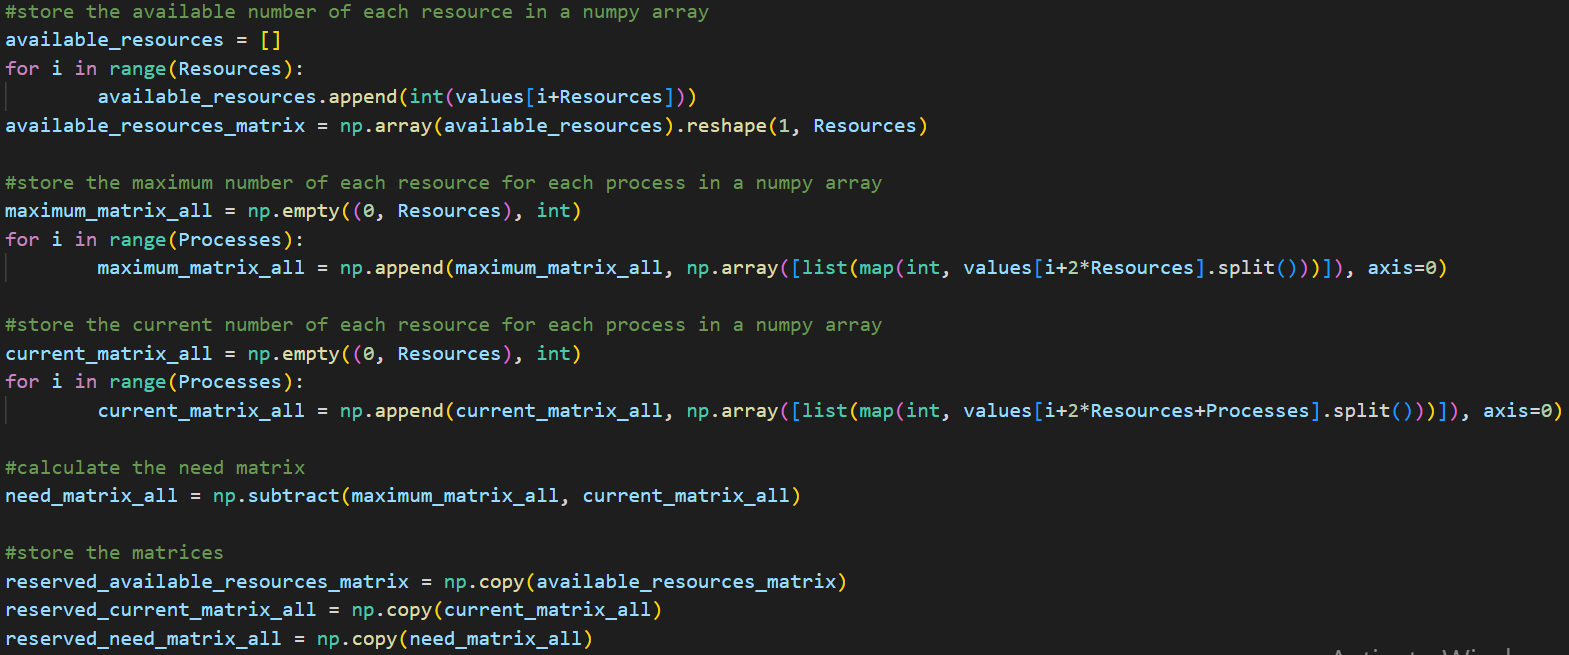 #store the available number of each resource in a numpy array
available_resources = []
for i in range(Resources):
        available_resources.append(int(values[i+Resources]))
available_resources_matrix = np.array(available_resources).reshape(1, Resources)

#store the maximum number of each resource for each process in a numpy array
maximum_matrix_all = np.empty((0, Resources), int)
for i in range(Processes):
        maximum_matrix_all = np.append(maximum_matrix_all, np.array([list(map(int, values[i+2*Resources].split()))]), axis=0)

#store the current number of each resource for each process in a numpy array
current_matrix_all = np.empty((0, Resources), int)
for i in range(Processes):
        current_matrix_all = np.append(current_matrix_all, np.array([list(map(int, values[i+2*Resources+Processes].split()))]), axis=0)

#calculate the need matrix
need_matrix_all = np.subtract(maximum_matrix_all, current_matrix_all)

#store the matrices
reserved_available_resources_matrix = np.copy(available_resources_matrix)
reserved_current_matrix_all = np.copy(current_matrix_all)
reserved_need_matrix_all = np.copy(need_matrix_all)